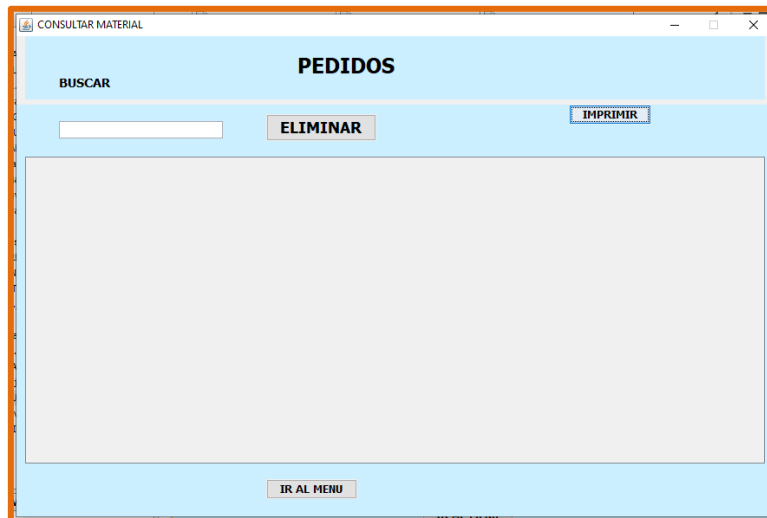 CONSULTAR MATERIAL
PEDIDOS
BUSCAR
IMPRIMIR
ELIMINAR
IR AL MENU